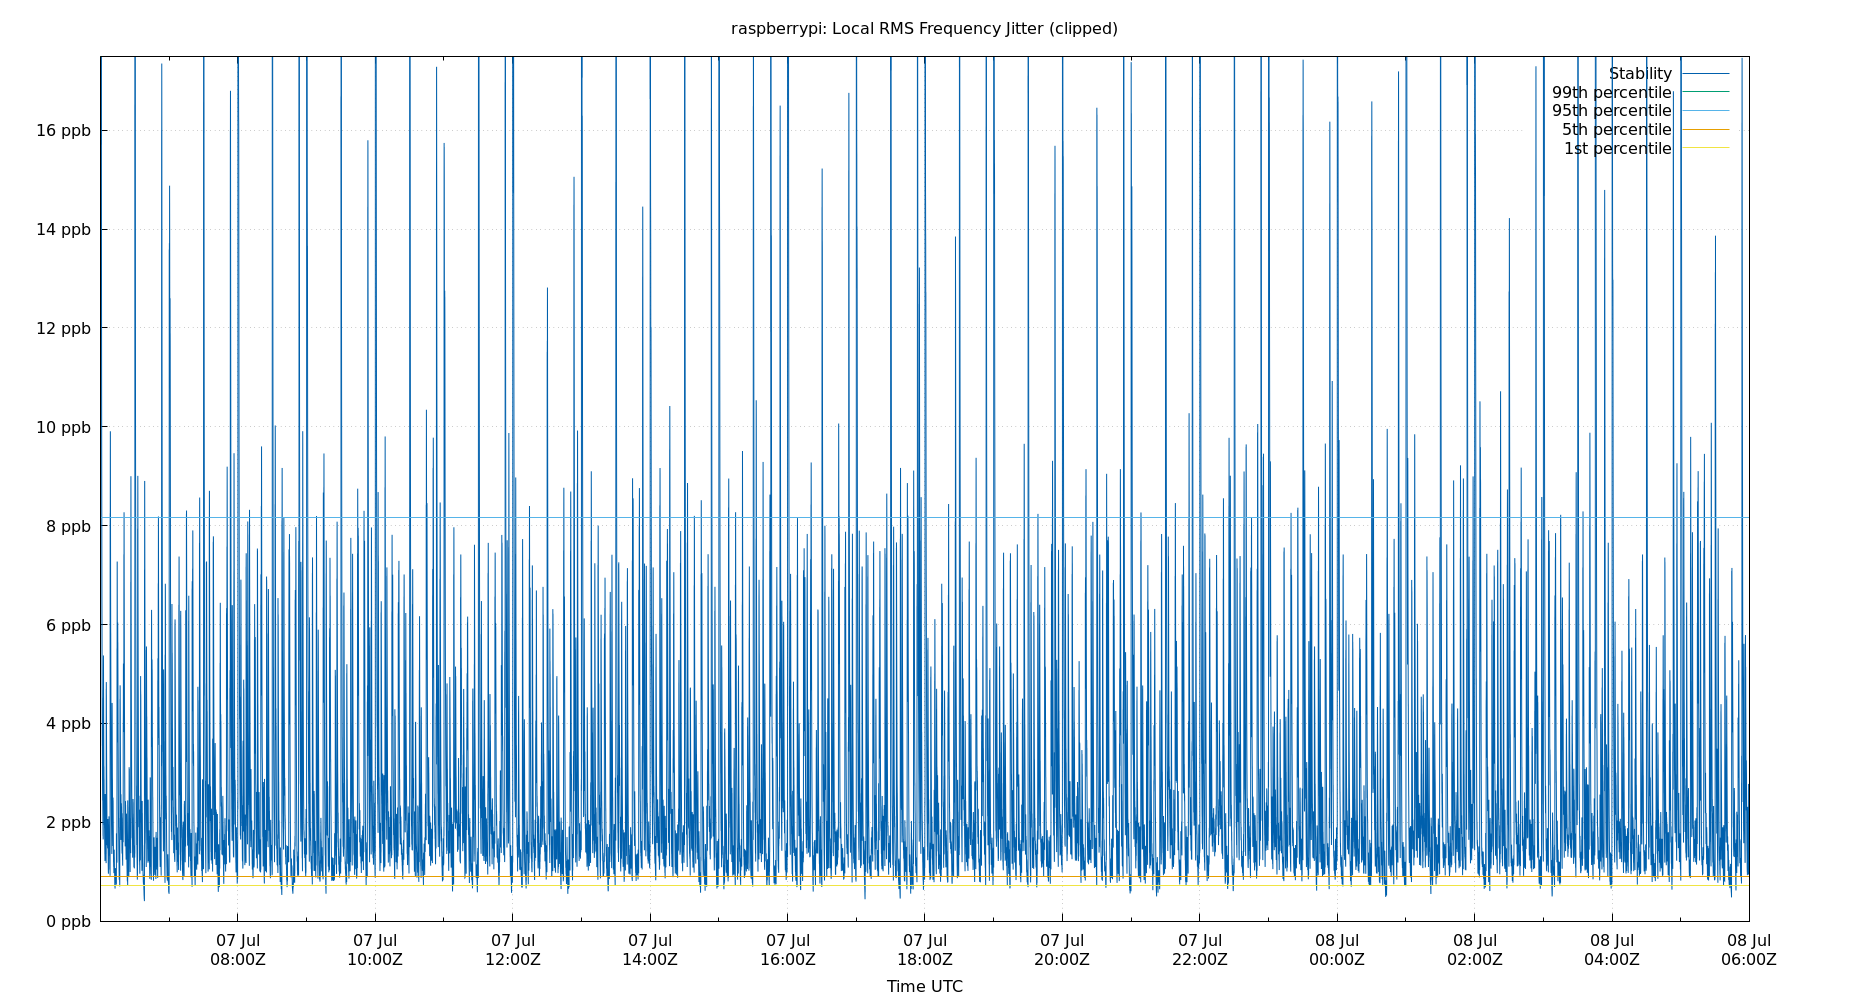 raspberrypi: Local RMS Frequency Jitter (clipped)
Stability
99th percentile
95th percentile
5th percentile
1st percentile
16 ppb
14 ppb
12 ppb
10 ppb
8 ppb
6 ppb
4 ppb
2 ppb
0 ppb
07 Jul 07 Jul 07 Jul 07 Jul 07 Jul 07 Jul 07 Jul 07 Jul 08 Jul 08 Jul 08 Jul 08 Jul
08:00Z 10:00Z 12:00Z 14:00Z 16:00Z 18:00Z 20:00Z 22:00Z 00:00Z 02:00Z 04:00Z 06:00Z
Time UTC